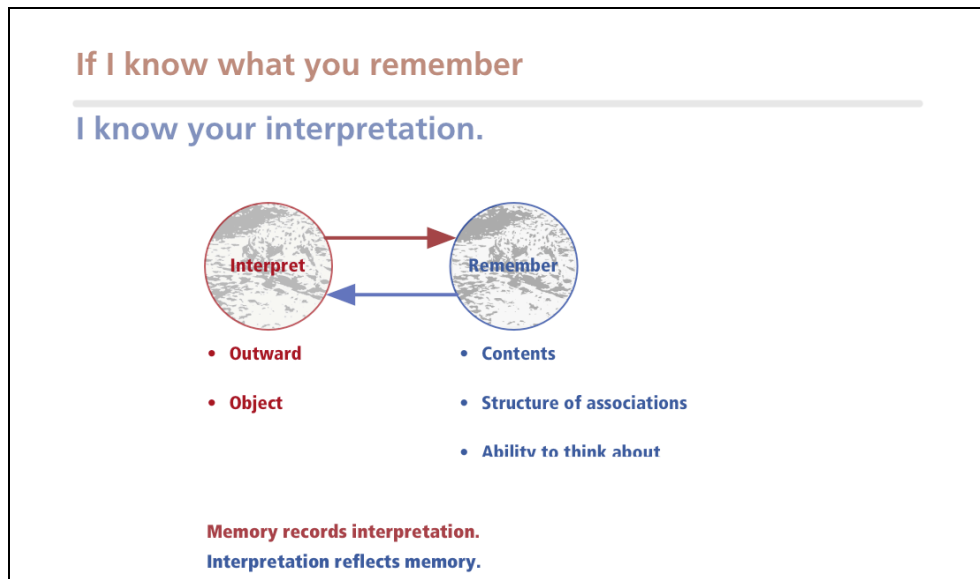 If I know what you remember
I know your interpretation.
Interpret
Remember
• Outward
• Object
• Contents
• Structure of associations
• Ability to think about
Memory records interpretation.
Interpretation reflects memory.